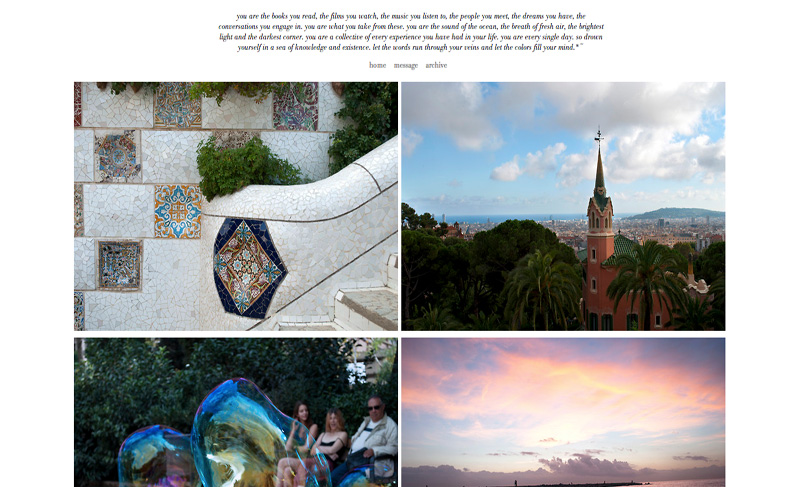 you are the books you read, the films you watch, the music you listen to, the people you meet, the dreams you have, the
conversations you engage in. you are what you take from these. you are the sound of the ocean, the breath of fresh air, the brightest
light and the darkest corner. you are a collective of every experience you have had in your life. you are every single day. so drown
yourself in a sea of knowledge and existence. let the words run through your veins and let the colors fill your mind.*
home message archive